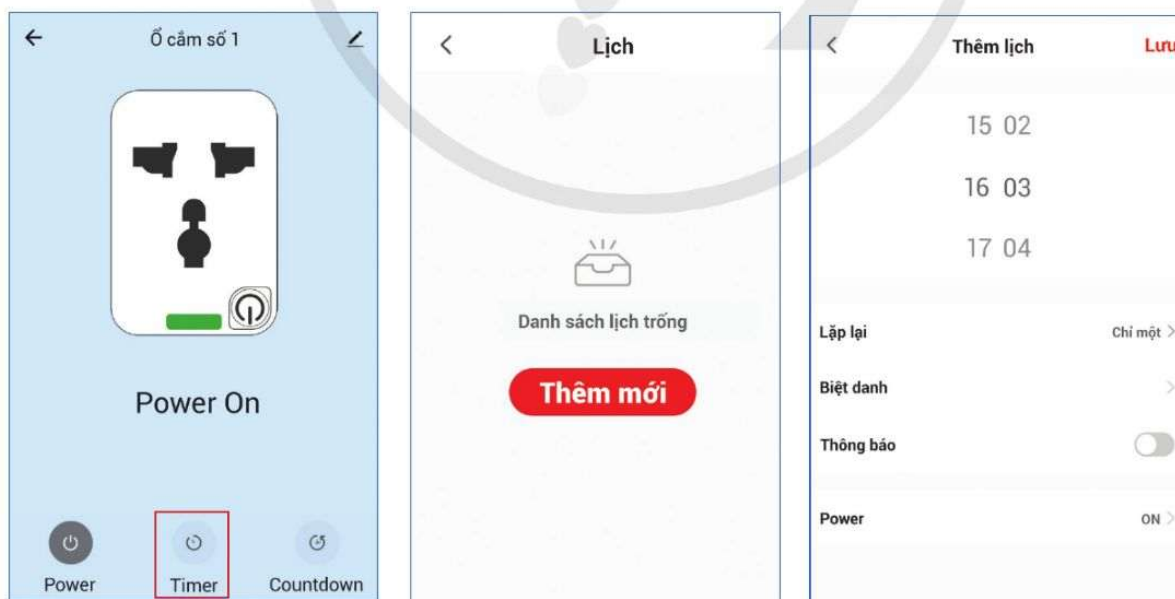 Ổ cắm số 1
Power On
Power Timer Countdown
Lịch
Danh sách lịch trống
Thêm mới
Thêm lịch Lưu
15 02
16 03
17 04
Lặp lại Chỉ một
Biệt danh
Thông báo
Power ON